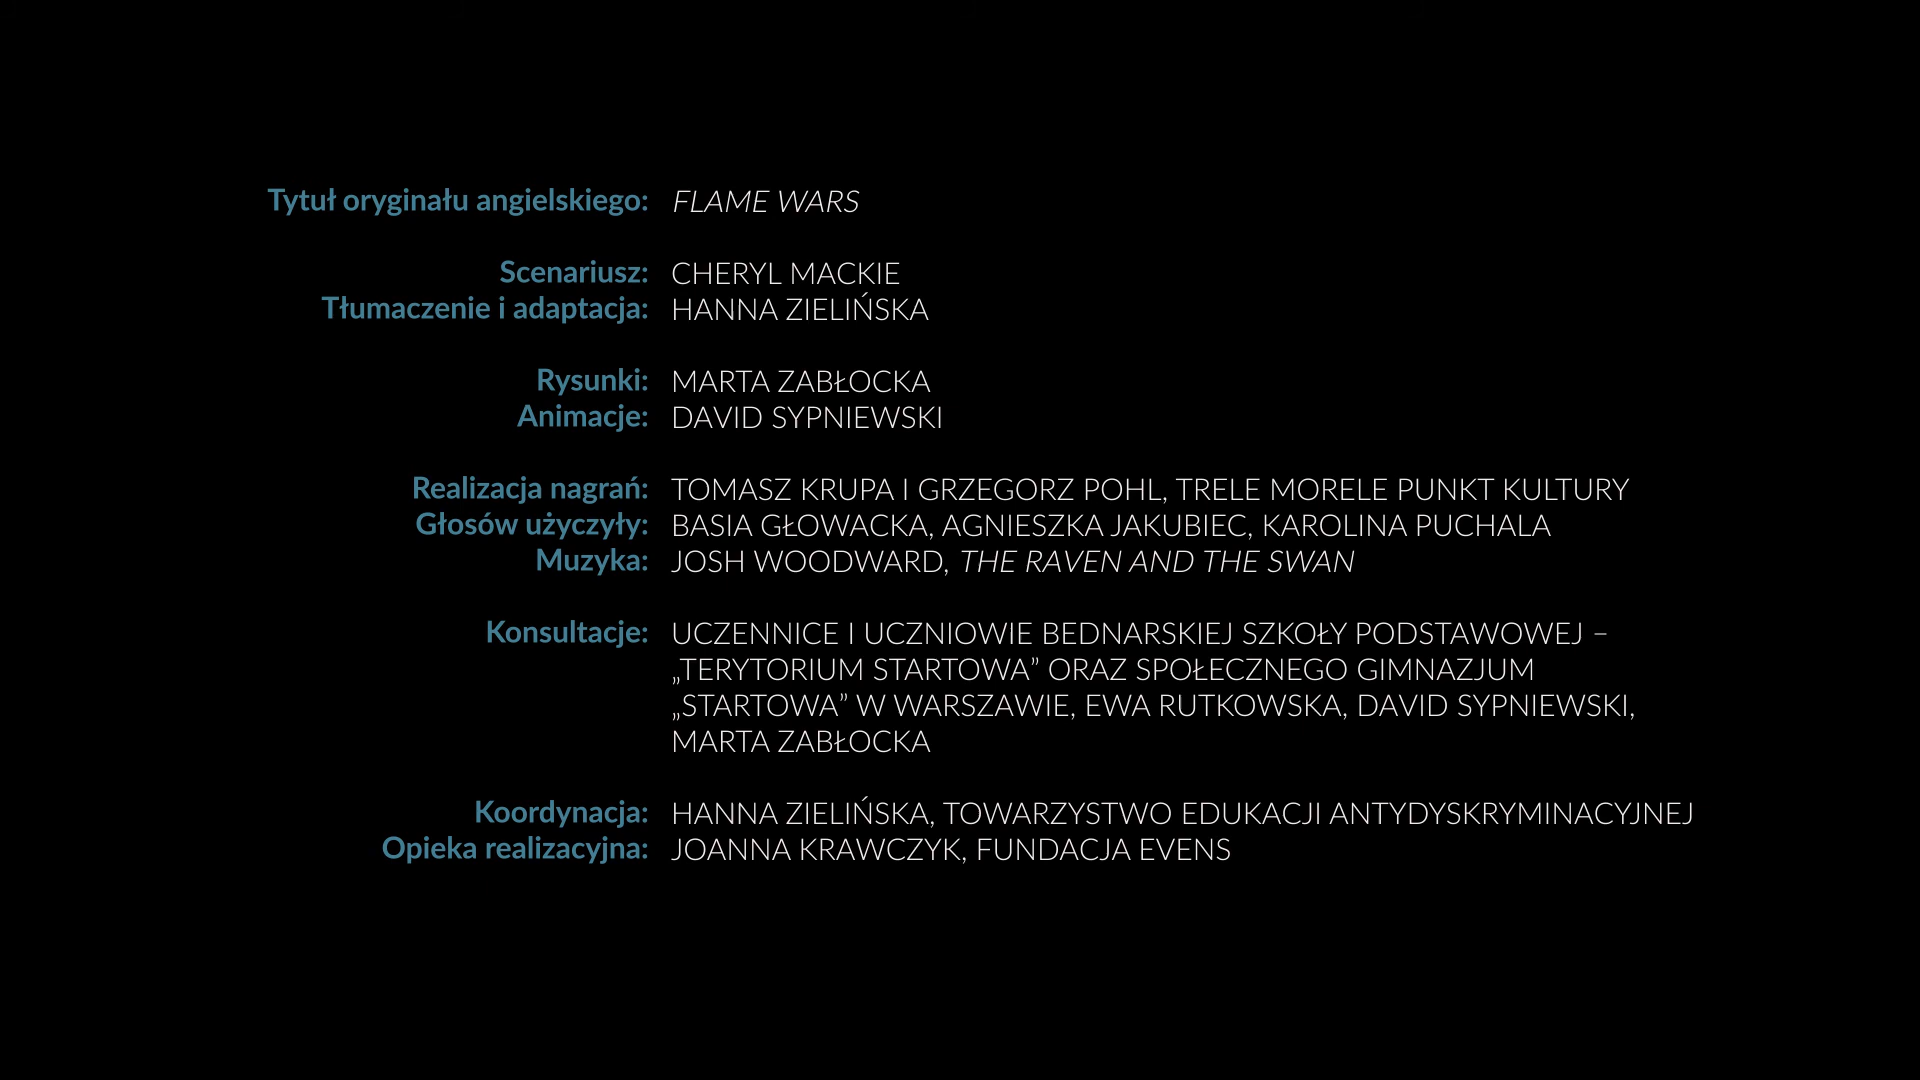 Tytuł oryginału angielskiego: FLAME WARS
Scenariusz: CHERYL MACKIE
Tłumaczenie i adaptacja: HANNA ZIELIŃSKA
Rysunki: MARTA ZABŁOCKA
Animacje: DAVID SYPNIEWSKI
Realizacja nagrań: TOMASZ KRUPA I GRZEGORZ POHL, TRELE MORELE PUNKT KULTURY
Głosów użyczyły: BASIA GŁOWACKA, AGNIESZKA JAKUBIEC, KAROLINA PUCHALA
Muzyka: JOSH WOODWARD, THE RAVEN AND THE SWAN
Konsultacje: UCZENNICE I UCZNIOWIE BEDNARSKIEJ SZKOŁY PODSTAWOWEJ –
„TERYTORIUM STARTOWA” ORAZ SPOŁECZNEGO GIMNAZJUM
„STARTOWA” W WARSZAWIE, EWA RUTKOWSKA, DAVID SYPNIEWSKI,
MARTA ZABŁOCKA
Koordynacja: HANNA ZIELIŃSKA, TOWARZYSTWO EDUKACJI ANTYDYSKRYMINACYJNEJ
Opieka realizacyjna: JOANNA KRAWCZYK, FUNDACJA EVENS